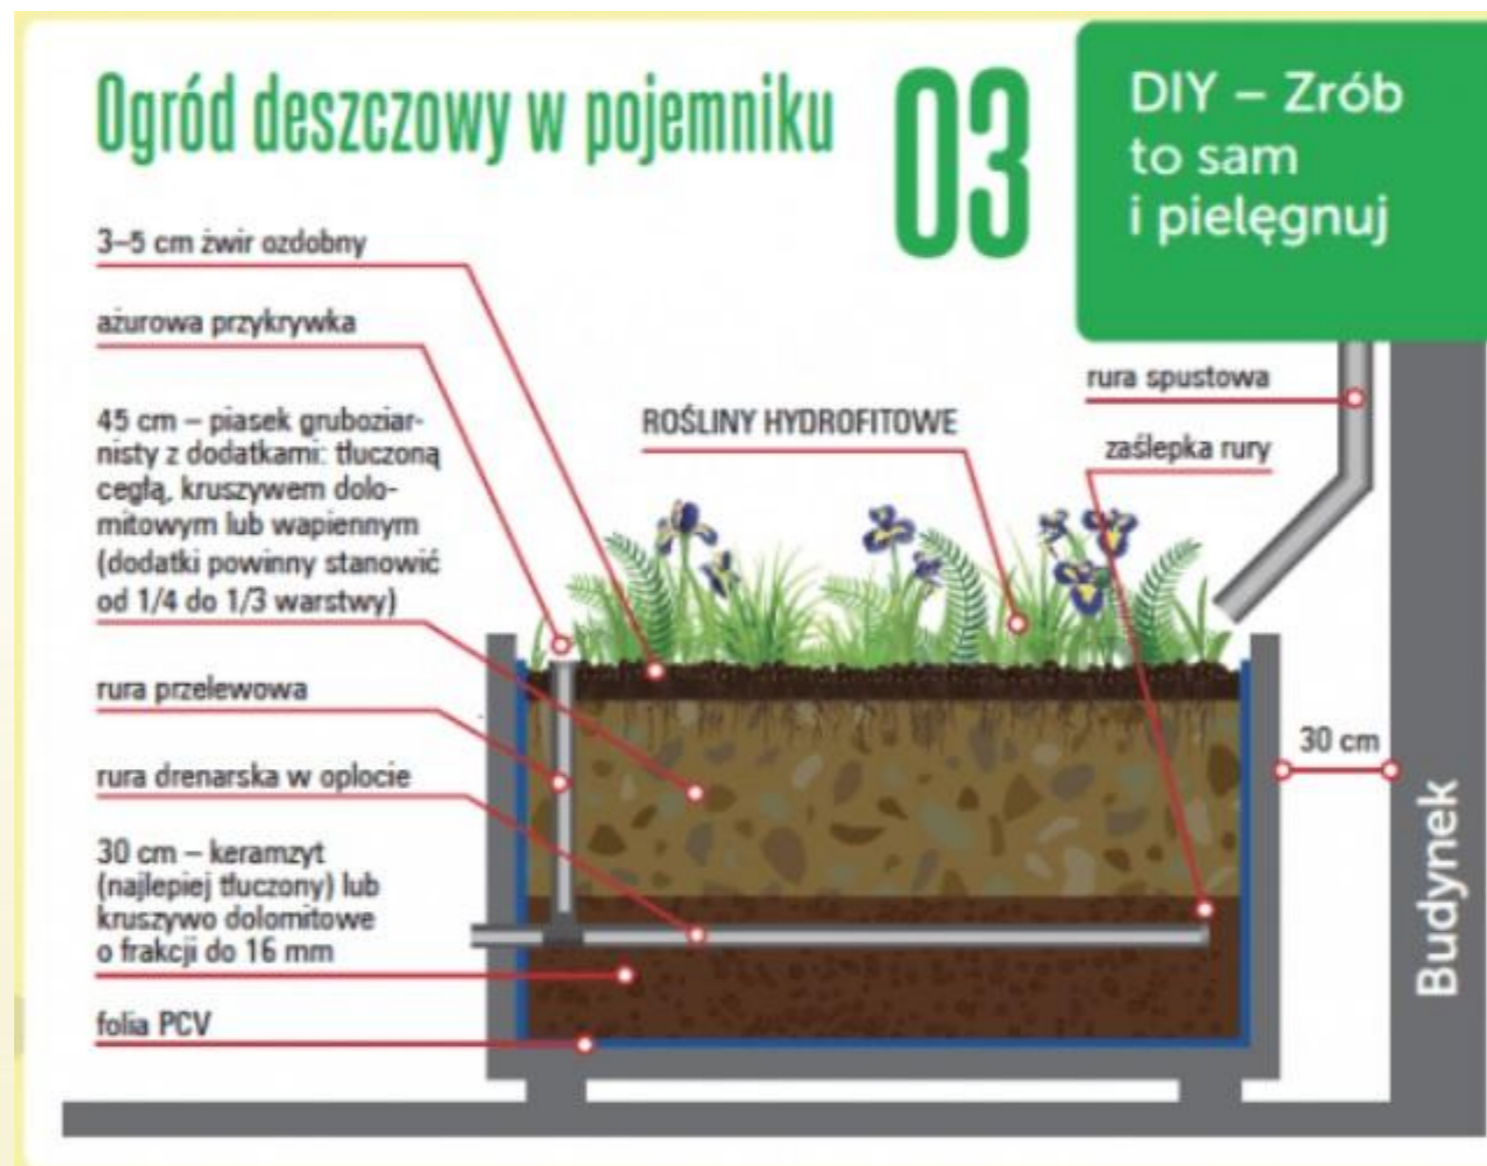 Ogród deszczowy w pojemniku
03
DIY – Zrób
to sam
i pielęgnuj
3–5 cm żwir ozdobny
ażurowa przykrywka
45 cm – piasek gruboziar-
nisty z dodatkami: tłuczoną
cegłą, kruszywem dolo-
mitowym lub wapiennym
(dodatki powinny stanowić
od 1/4 do 1/3 warstwy)
rura przelewowa
rura drenarska w oplocie
30 cm – keramzyt
(najlepiej tłuczony) lub
kruszywo dolomitowe
o frakcji do 16 mm
folia PCV
ROŚLINY HYDROFITOWE
rura spustowa
zaślepka rury
30 cm
Budynek